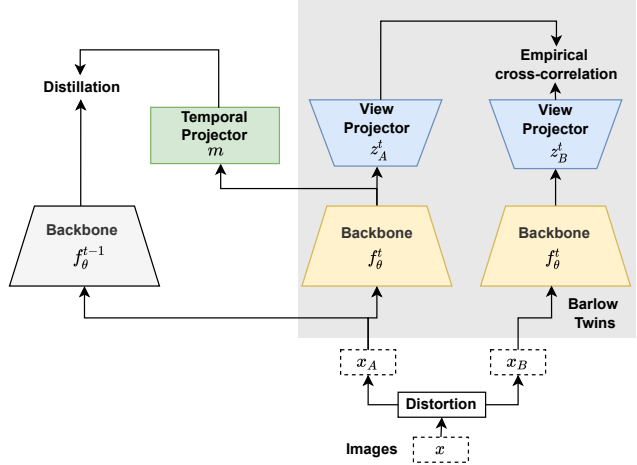 Distillation
Empirical
cross-correlation
Temporal
Projector
m
View
Projector
z_A^t
View
Projector
z_B^t
Backbone
f_θ^{t-1}
Backbone
f_θ^t
Backbone
f_θ^t
Barlow
Twins
x_A
x_B
Distortion
Images
x